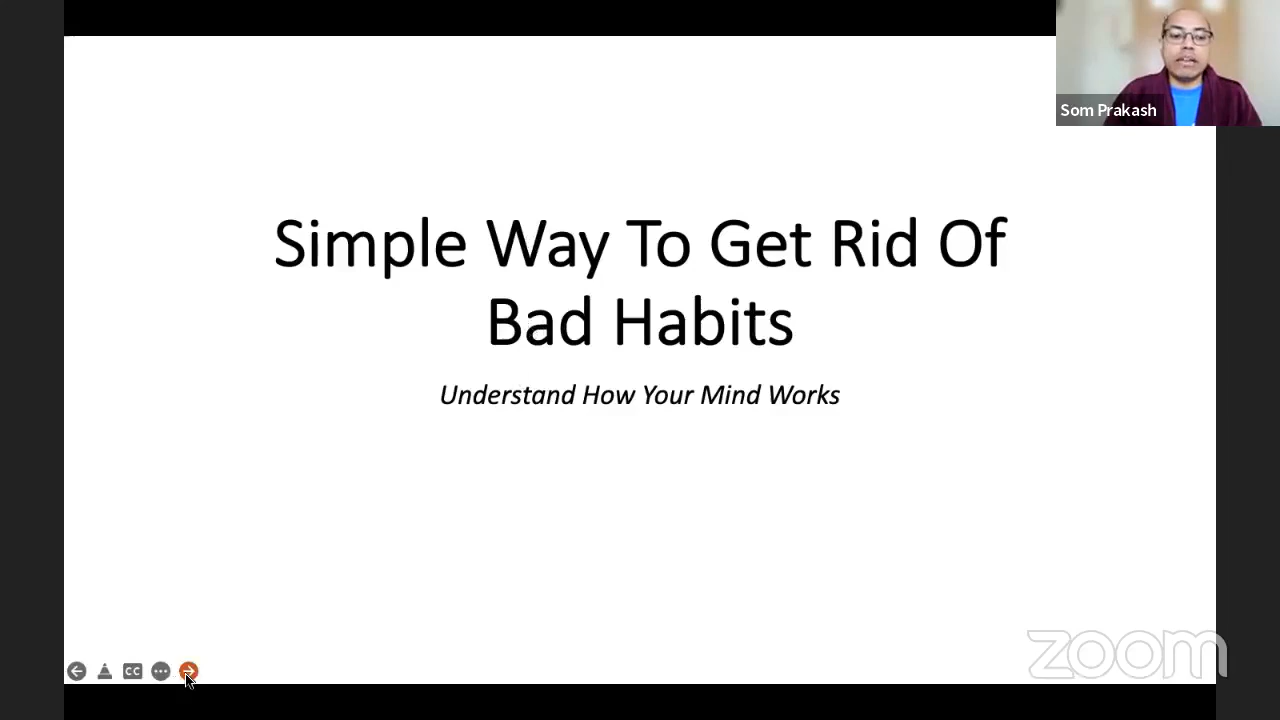 Som Prakash
Simple Way To Get Rid Of
Bad Habits
Understand How Your Mind Works
CC
zoom